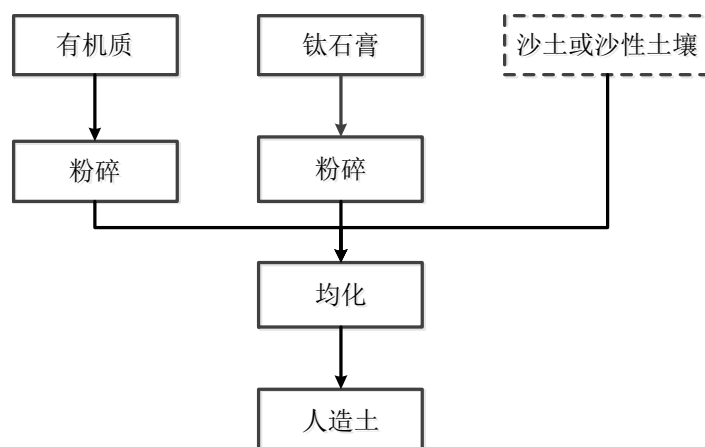 有机质
钛石膏
沙土或沙性土壤
粉碎
粉碎
均化
人造土